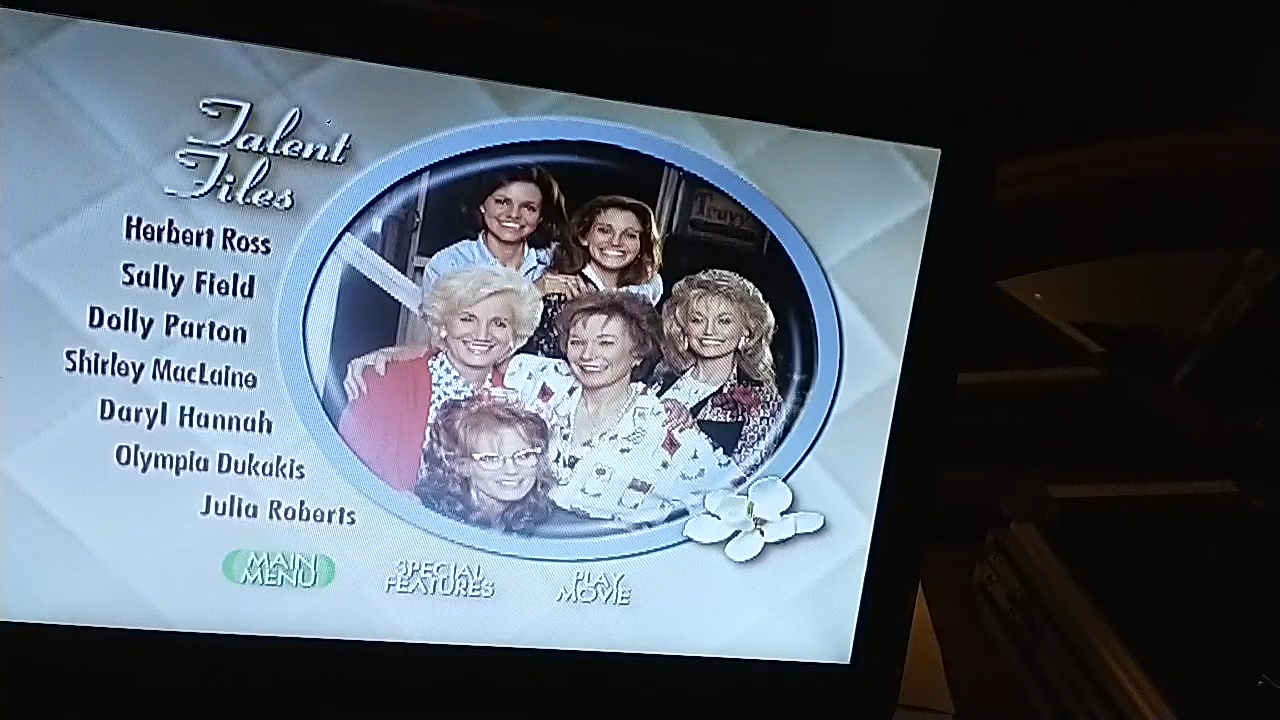 Talent
Files
Herbert Ross
Sally Field
Dolly Parton
Shirley MacLaine
Daryl Hannah
Olympia Dukakis
Julia Roberts
MAIN
MENU
SPECIAL
FEATURES
PLAY
MOVIE